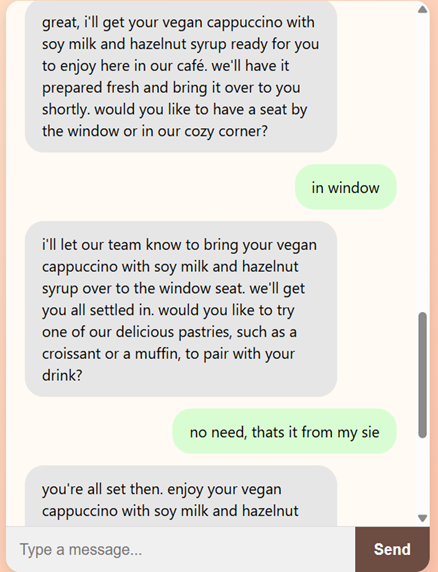 great, i'll get your vegan cappuccino with
soy milk and hazelnut syrup ready for you
to enjoy here in our café. we'll have it
prepared fresh and bring it over to you
shortly. would you like to have a seat by
the window or in our cozy corner?
in window
i'll let our team know to bring your vegan
cappuccino with soy milk and hazelnut
syrup over to the window seat. we'll get
you all settled in. would you like to try
one of our delicious pastries, such as a
croissant or a muffin, to pair with your
drink?
no need, thats it from my sie
you're all set then. enjoy your vegan
cappuccino with soy milk and hazelnut
Type a message...
Send